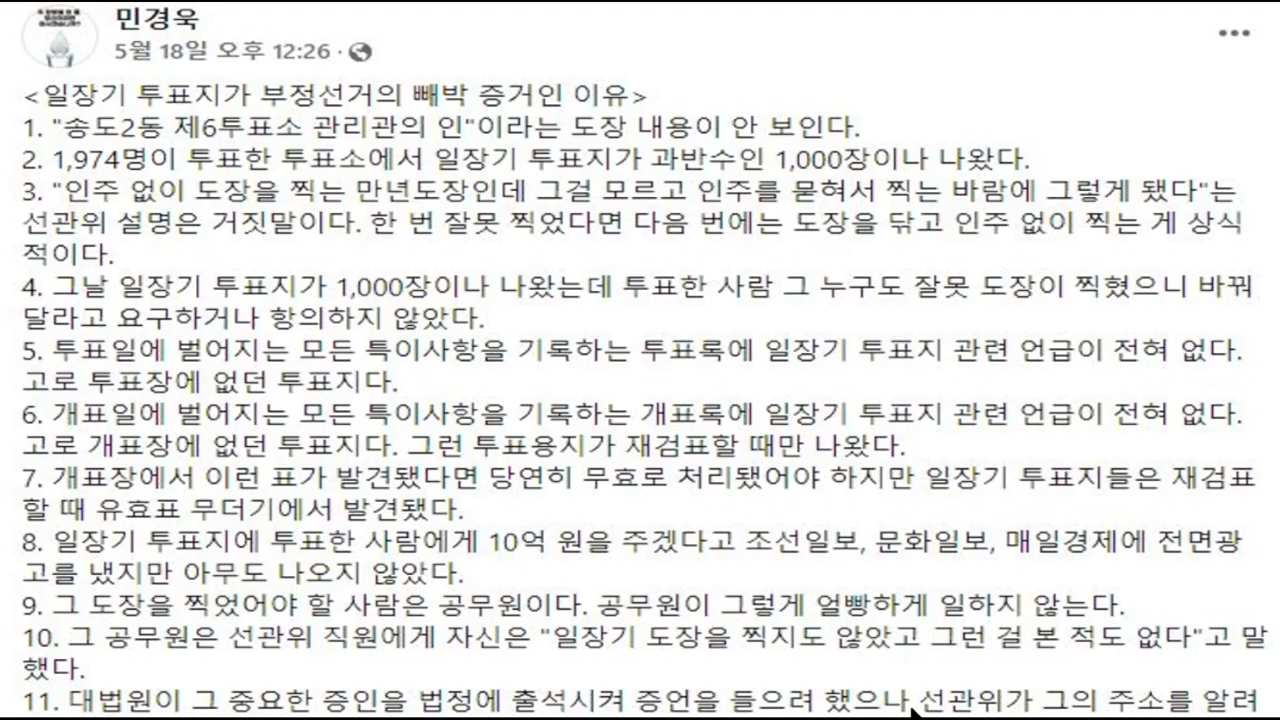 민경욱
5월 18일 오후 12:26 ·
<일장기 투표지가 부정선거의 빼박 증거인 이유>
1. "송도2동 제6투표소 관리관의 인"이라는 도장 내용이 안 보인다.
2. 1,974명이 투표한 투표소에서 일장기 투표지가 과반수인 1,000장이나 나왔다.
3. "인주 없이 도장을 찍는 만년도장인데 그걸 모르고 인주를 묻혀서 찍는 바람에 그렇게 됐다"는
선관위 설명은 거짓말이다. 한 번 잘못 찍었다면 다음 번에는 도장을 닦고 인주 없이 찍는 게 상식
적이다.
4. 그날 일장기 투표지가 1,000장이나 나왔는데 투표한 사람 그 누구도 잘못 도장이 찍혔으니 바꿔
달라고 요구하거나 항의하지 않았다.
5. 투표일에 벌어지는 모든 특이사항을 기록하는 투표록에 일장기 투표지 관련 언급이 전혀 없다.
고로 투표장에 없던 투표지다.
6. 개표일에 벌어지는 모든 특이사항을 기록하는 개표록에 일장기 투표지 관련 언급이 전혀 없다.
고로 개표장에 없던 투표지다. 그런 투표용지가 재검표할 때만 나왔다.
7. 개표장에서 이런 표가 발견됐다면 당연히 무효로 처리됐어야 하지만 일장기 투표지들은 재검표
할 때 유효표 무더기에서 발견됐다.
8. 일장기 투표지에 투표한 사람에게 10억 원을 주겠다고 조선일보, 문화일보, 매일경제에 전면광
고를 냈지만 아무도 나오지 않았다.
9. 그 도장을 찍었어야 할 사람은 공무원이다. 공무원이 그렇게 얼빵하게 일하지 않는다.
10. 그 공무원은 선관위 직원에게 자신은 "일장기 도장을 찍지도 않았고 그런 걸 본 적도 없다"고 말
했다.
11. 대법원이 그 중요한 증인을 법정에 출석시켜 증언을 들으려 했으나 선관위가 그의 주소를 알려